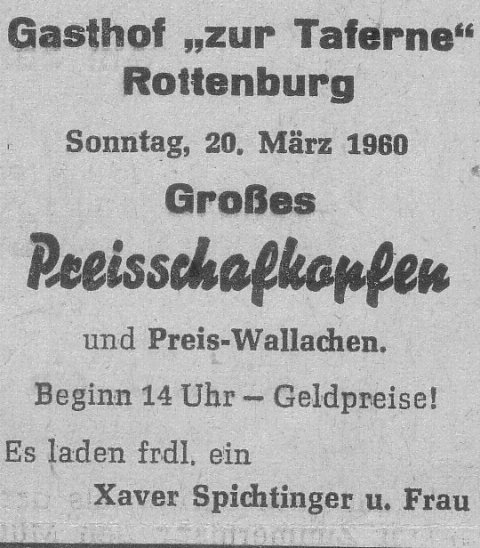 Gasthof „zur Taferne“
Rottenburg
Sonntag, 20. März 1960
Großes
Preisschafkopfen
und Preis-Wallachen.
Beginn 14 Uhr – Geldpreise!
Es laden frdl. ein
Xaver Spichtinger u. Frau